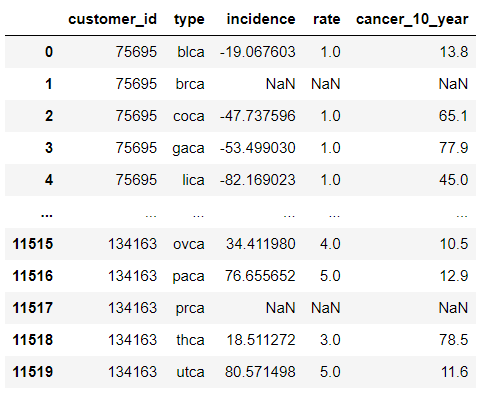 customer_id type incidence rate cancer_10_year
0 75695 blca -19.067603 1.0 13.8
1 75695 brca NaN NaN NaN
2 75695 coca -47.737596 1.0 65.1
3 75695 gaca -53.499030 1.0 77.9
4 75695 lica -82.169023 1.0 45.0
... ... ... ... ... ...
11515 134163 ovca 34.411980 4.0 10.5
11516 134163 paca 76.655652 5.0 12.9
11517 134163 prca NaN NaN NaN
11518 134163 thca 18.511272 3.0 78.5
11519 134163 utca 80.571498 5.0 11.6